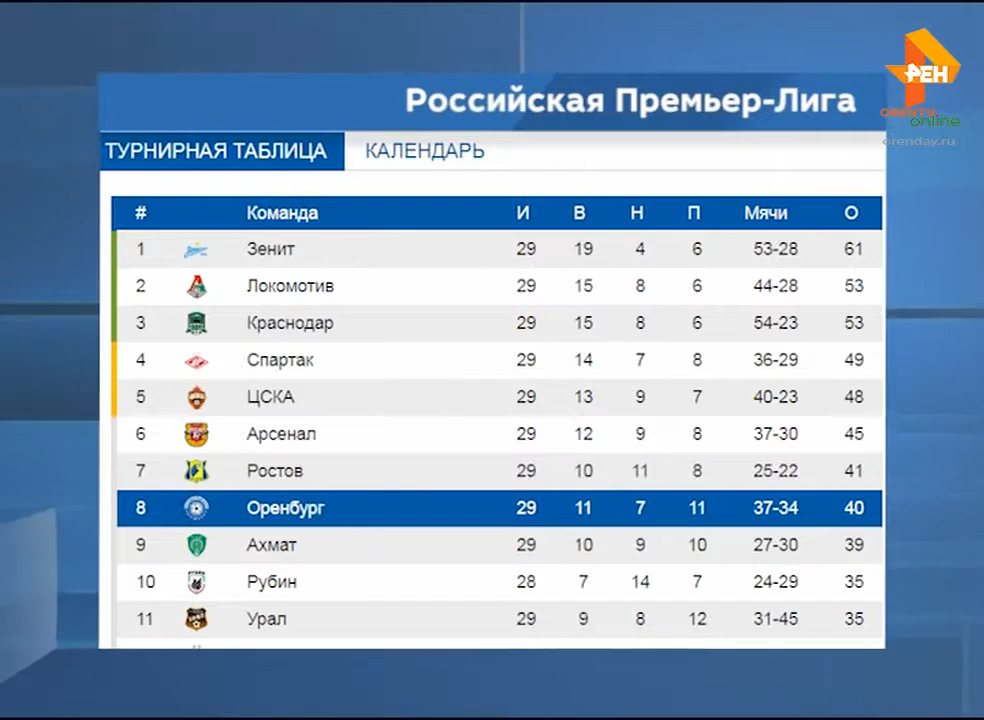 РЕН
ORENTV
online
orenday.ru
Российская Премьер-Лига
ТУРНИРНАЯ ТАБЛИЦА КАЛЕНДАРЬ
# Команда И В Н П Мячи О
1 Зенит 29 19 4 6 53-28 61
2 Локомотив 29 15 8 6 44-28 53
3 Краснодар 29 15 8 6 54-23 53
4 Спартак 29 14 7 8 36-29 49
5 ЦСКА 29 13 9 7 40-23 48
6 Арсенал 29 12 9 8 37-30 45
7 Ростов 29 10 11 8 25-22 41
8 Оренбург 29 11 7 11 37-34 40
9 Ахмат 29 10 9 10 27-30 39
10 Рубин 28 7 14 7 24-29 35
11 Урал 29 9 8 12 31-45 35